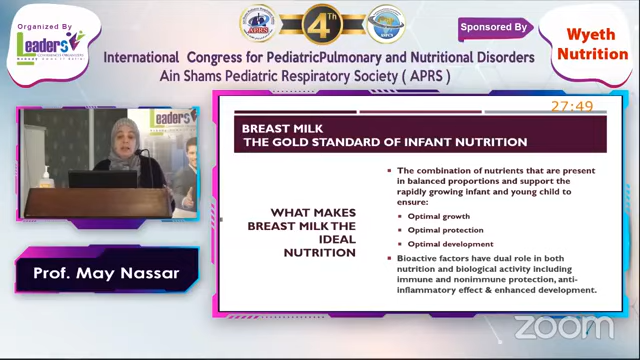 Organized By
Leaders
4Th
APRS
Sponsored By
Wyeth
Nutrition
International Congress for PediatricPulmonary and Nutritional Disorders
Ain Shams Pediatric Respiratory Society ( APRS )
27:49
BREAST MILK
THE GOLD STANDARD OF INFANT NUTRITION
WHAT MAKES
BREAST MILK THE
IDEAL
NUTRITION
The combination of nutrients that are present
in balanced proportions and support the
rapidly growing infant and young child to
ensure:
Optimal growth
Optimal protection
Optimal development
Bioactive factors have dual role in both
nutrition and biological activity including
immune and nonimmune protection, anti-
inflammatory effect & enhanced development.
Leaders
Prof. May Nassar
zoom